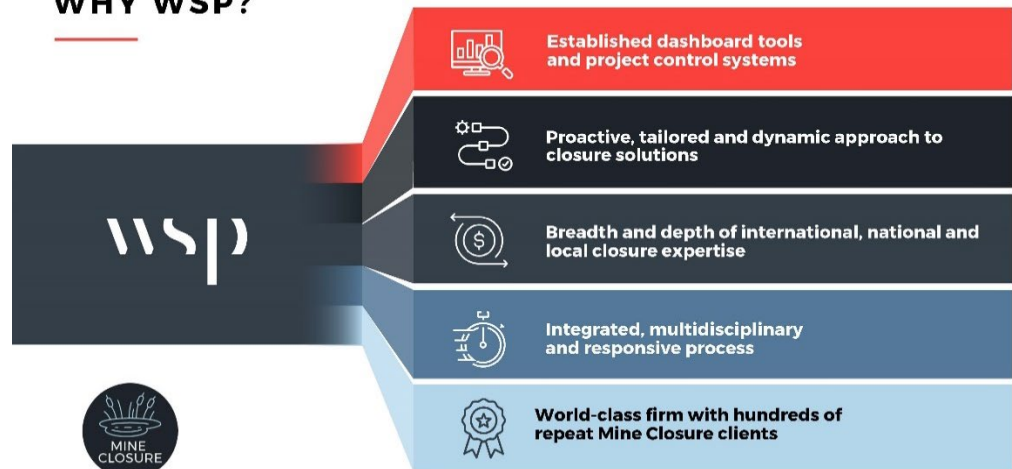 WHY WSP?
Established dashboard tools
and project control systems
Proactive, tailored and dynamic approach to
closure solutions
wsp
Breadth and depth of international, national and
local closure expertise
$
Integrated, multidisciplinary
and responsive process
World-class firm with hundreds of
repeat Mine Closure clients
MINE
CLOSURE